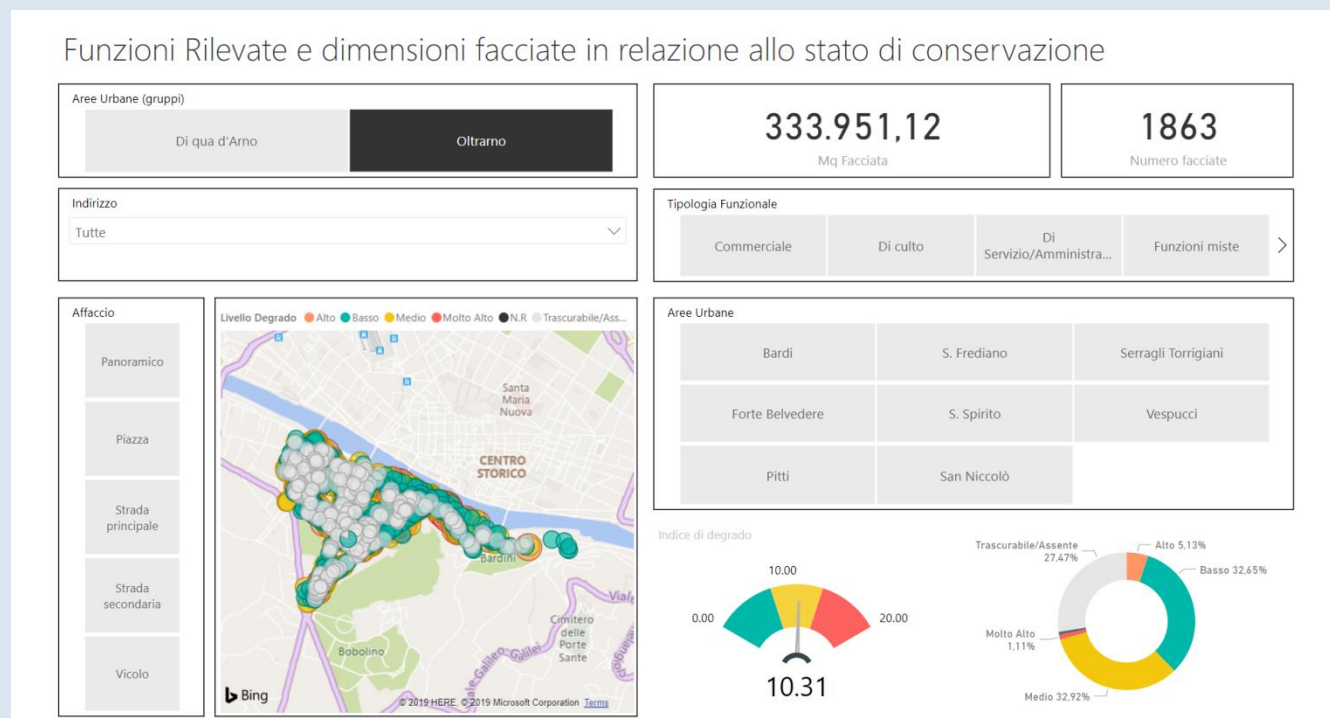 Funzioni Rilevate e dimensioni facciate in relazione allo stato di conservazione
Aree Urbane (gruppi)
Di qua d'Arno
Oltrarno
333.951,12
Mq Facciata
1863
Numero facciate
Indirizzo
Tutte
Tipologia Funzionale
Commerciale
Di culto
Di
Servizio/Amministra...
Funzioni miste
Affaccio
Panoramico
Piazza
Strada
principale
Strada
secondaria
Vicolo
Livello Degrado Alto Basso Medio Molto Alto N.R Trascurabile/Ass...
Santa
Maria
Nuova
CENTRO
STORICO
Bardini
Viale
Cimitero
delle
Porte
Sante
Galileo Galilei
Bobolino
Bing
© 2019 HERE, © 2019 Microsoft Corporation Terms
Aree Urbane
Bardi
S. Frediano
Serragli Torrigiani
Forte Belvedere
S. Spirito
Vespucci
Pitti
San Niccolò
Indice di degrado
0.00
10.00
20.00
10.31
Trascurabile/Assente
27,47%
Alto 5,13%
Basso 32,65%
Molto Alto
1,11%
Medio 32,92%